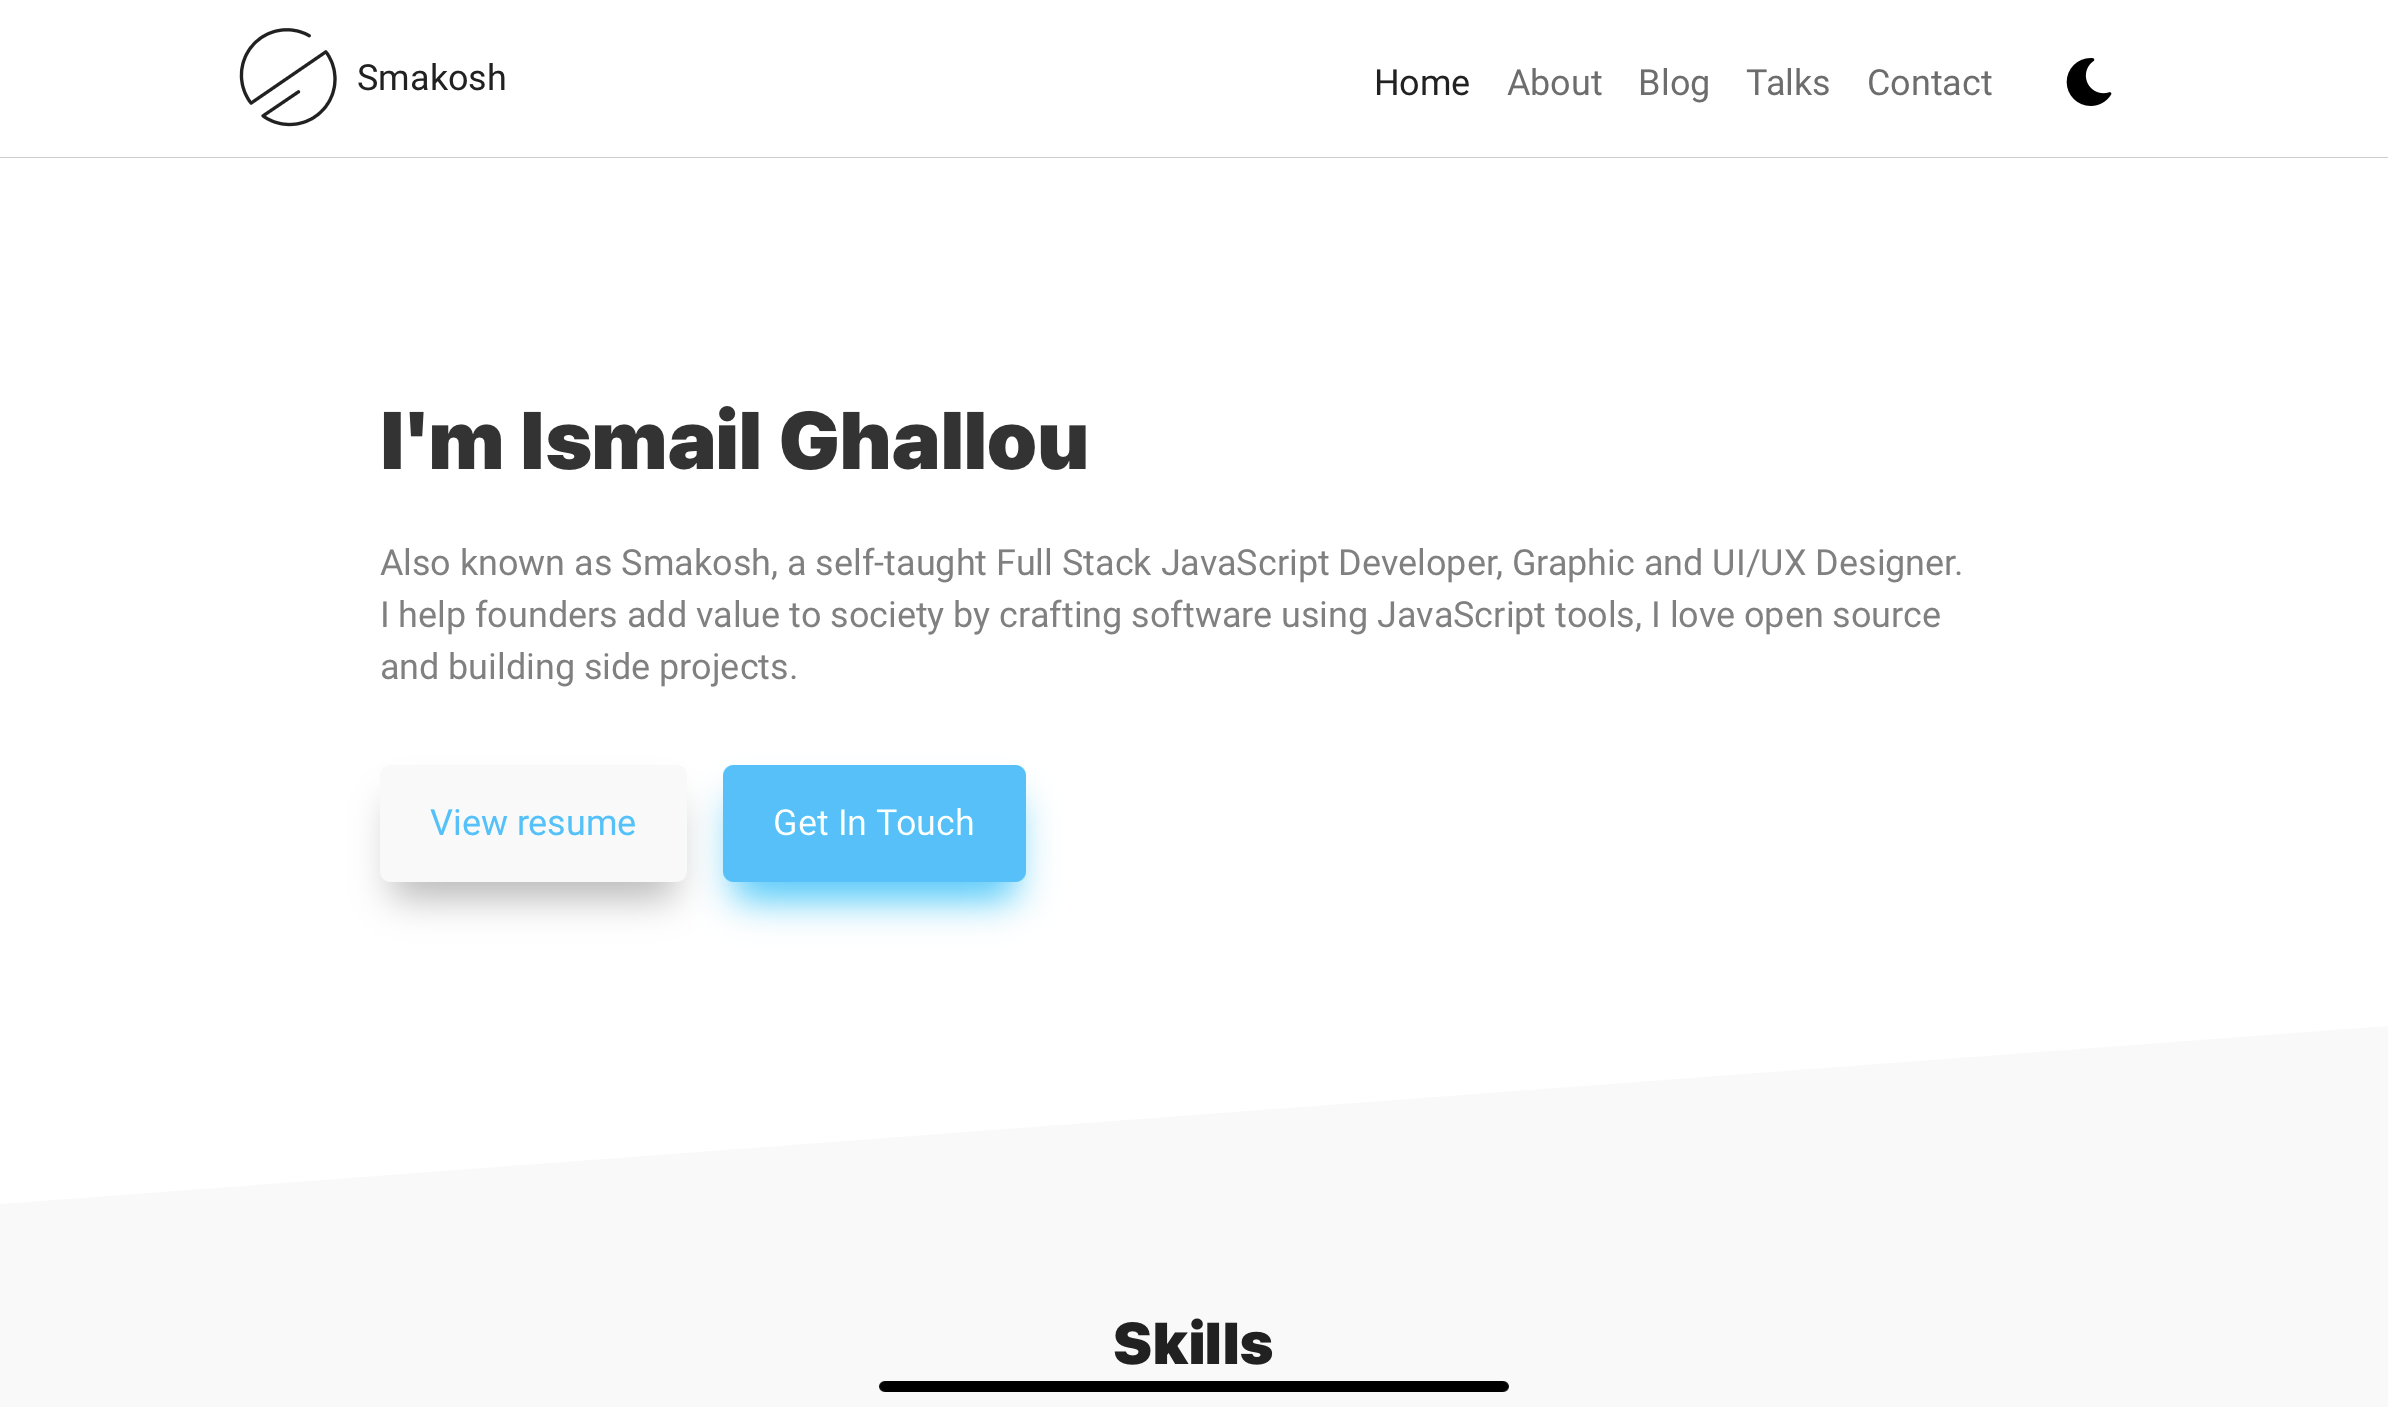 Smakosh
Home About Blog Talks Contact
I'm Ismail Ghallou
Also known as Smakosh, a self-taught Full Stack JavaScript Developer, Graphic and UI/UX Designer.
I help founders add value to society by crafting software using JavaScript tools, I love open source
and building side projects.
View resume
Get In Touch
Skills